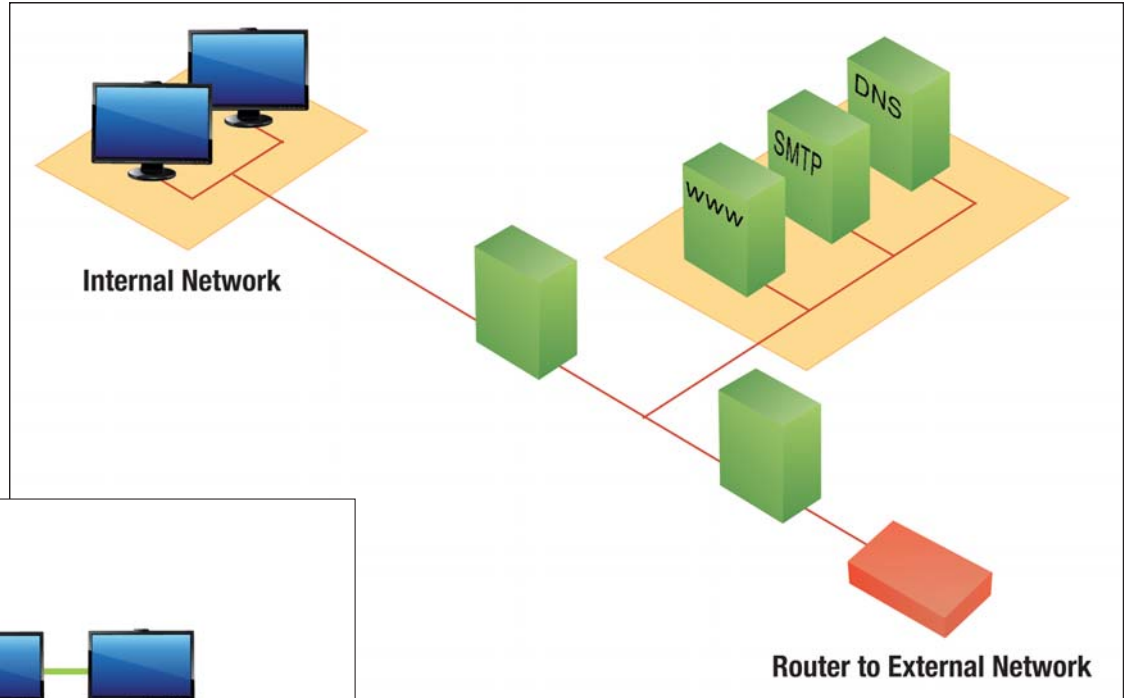 DNS
SMTP
www
Internal Network
Router to External Network